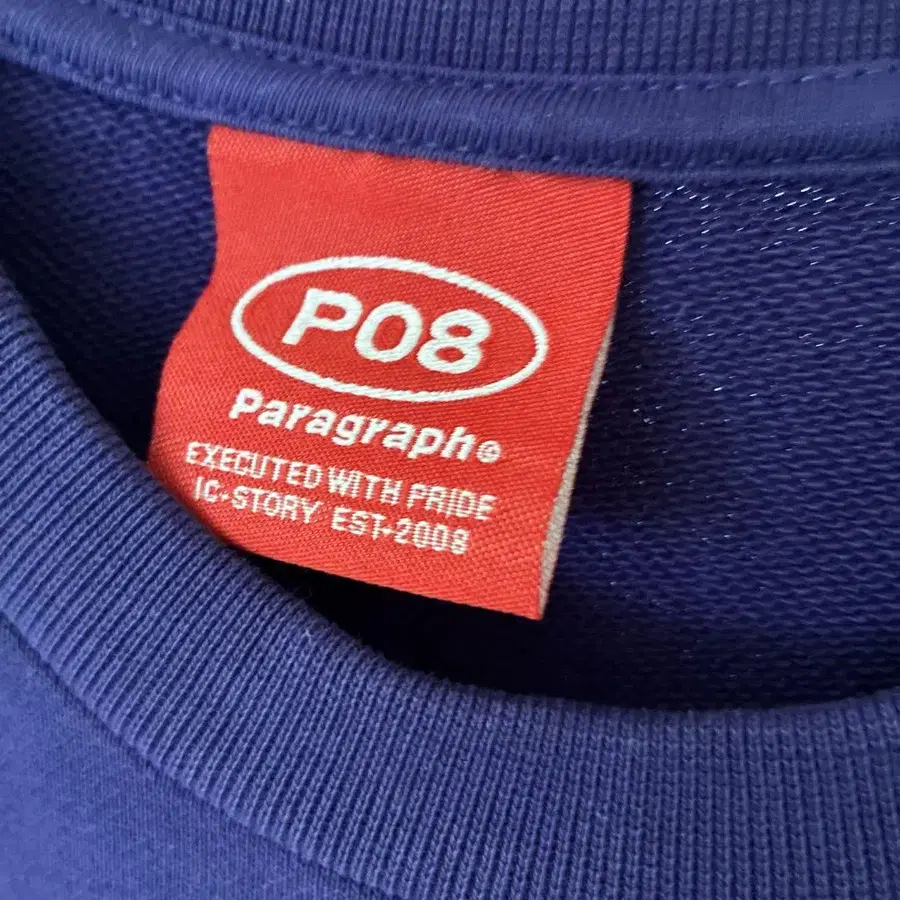 P08
Paragraph®
EXECUTED WITH PRIDE
IC-STORY EST-2008